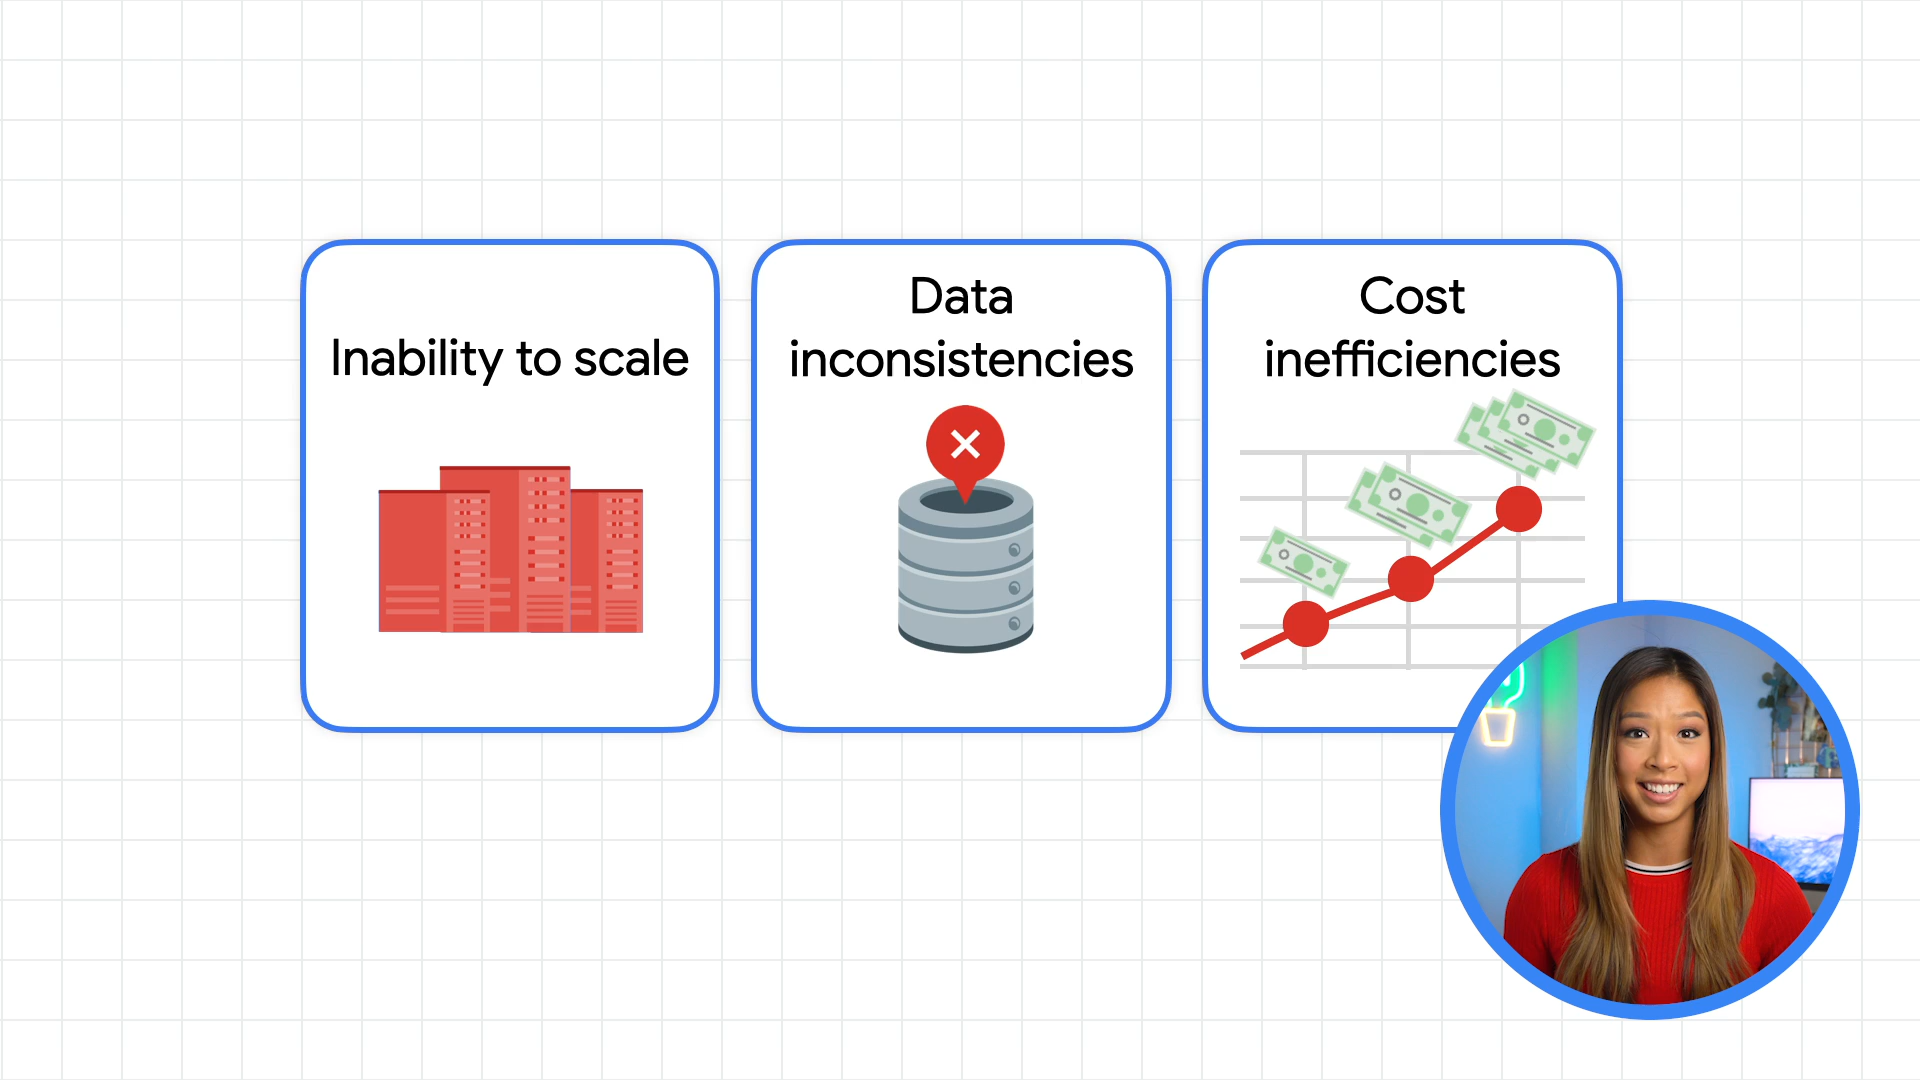 Inability to scale
Data
inconsistencies
Cost
inefficiencies